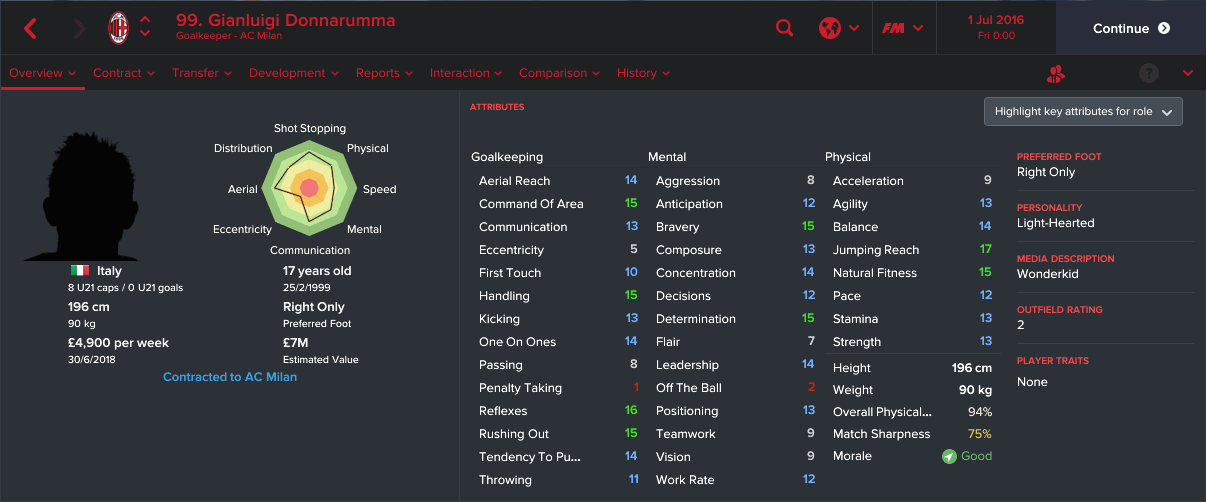 99. Gianluigi Donnarumma
Goalkeeper - AC Milan
FM
1 Jul 2016
Fri 0:00
Continue
Overview Contract Transfer Development Reports Interaction Comparison History
?
ATTRIBUTES
Highlight key attributes for role
Shot Stopping
Distribution Physical
Aerial Speed
Eccentricity Mental
Communication
Italy
8 U21 caps / 0 U21 goals
196 cm
90 kg
£4,900 per week
30/6/2018
17 years old
25/2/1999
Right Only
Preferred Foot
£7M
Estimated Value
Contracted to AC Milan
Goalkeeping
Aerial Reach 14
Command Of Area 15
Communication 13
Eccentricity 5
First Touch 10
Handling 15
Kicking 13
One On Ones 14
Passing 8
Penalty Taking 1
Reflexes 16
Rushing Out 15
Tendency To Pu... 14
Throwing 11
Mental
Aggression 8
Anticipation 12
Bravery 15
Composure 13
Concentration 14
Decisions 12
Determination 15
Flair 7
Leadership 14
Off The Ball 2
Positioning 13
Teamwork 9
Vision 9
Work Rate 12
Physical
Acceleration 9
Agility 13
Balance 14
Jumping Reach 17
Natural Fitness 15
Pace 12
Stamina 13
Strength 13
Height 196 cm
Weight 90 kg
Overall Physical... 94%
Match Sharpness 75%
Morale Good
PREFERRED FOOT
Right Only
PERSONALITY
Light-Hearted
MEDIA DESCRIPTION
Wonderkid
OUTFIELD RATING
2
PLAYER TRAITS
None